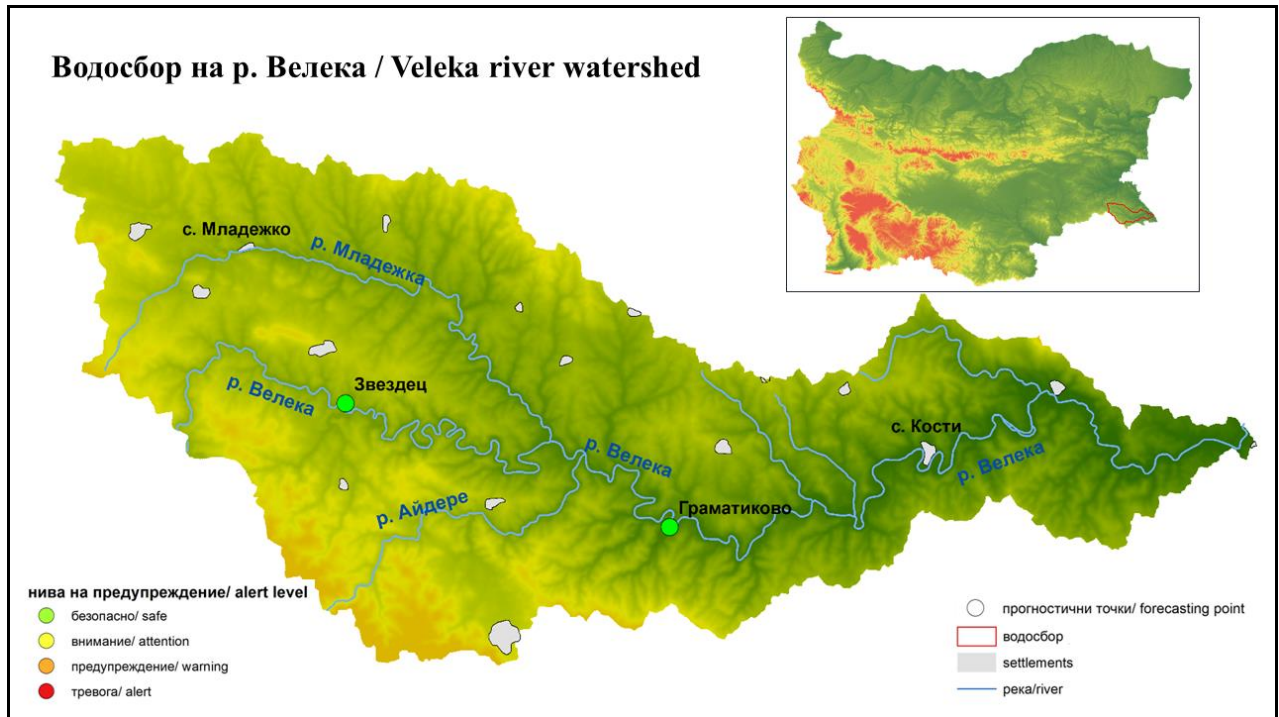 Водосбор на р. Велека / Veleka river watershed
с. Младежко
р. Младежка
р. Велека
Звездец
р. Айдере
р. Велека
Граматиково
с. Кости
р. Велека
нива на предупреждение/ alert level
безопасно/ safe
внимание/ attention
предупреждение/ warning
тревога/ alert
прогностични точки/ forecasting point
водосбор
settlements
река/river